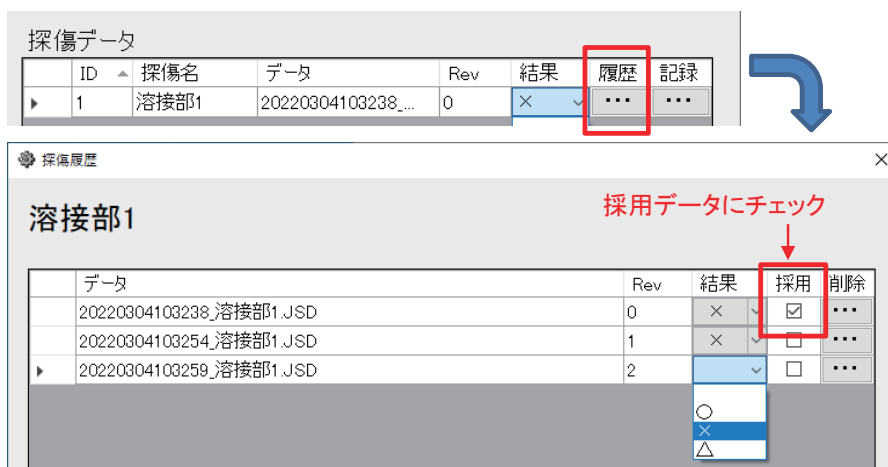 探傷データ
ID 探傷名 データ Rev 結果 履歴 記録
1 溶接部1 20220304103238_... 0 × ... ...
探傷履歴 ×
溶接部1
採用データにチェック
データ Rev 結果 採用 削除
20220304103238_溶接部1.JSD 0 × ...
20220304103254_溶接部1.JSD 1 × ...
20220304103259_溶接部1.JSD 2 ...
○
×
△